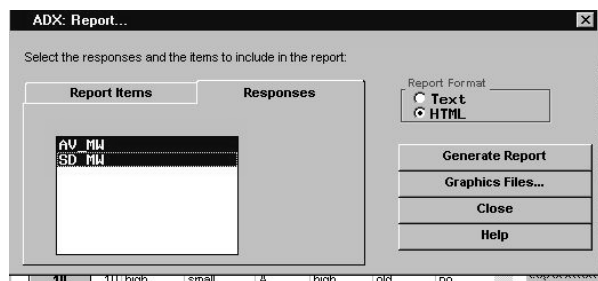 ADX: Report...
Select the responses and the items to include in the report:
Report Items
Responses
AV_MW
SD_MW
Report Format
Text
HTML
Generate Report
Graphics Files...
Close
Help
10 high small A high old no